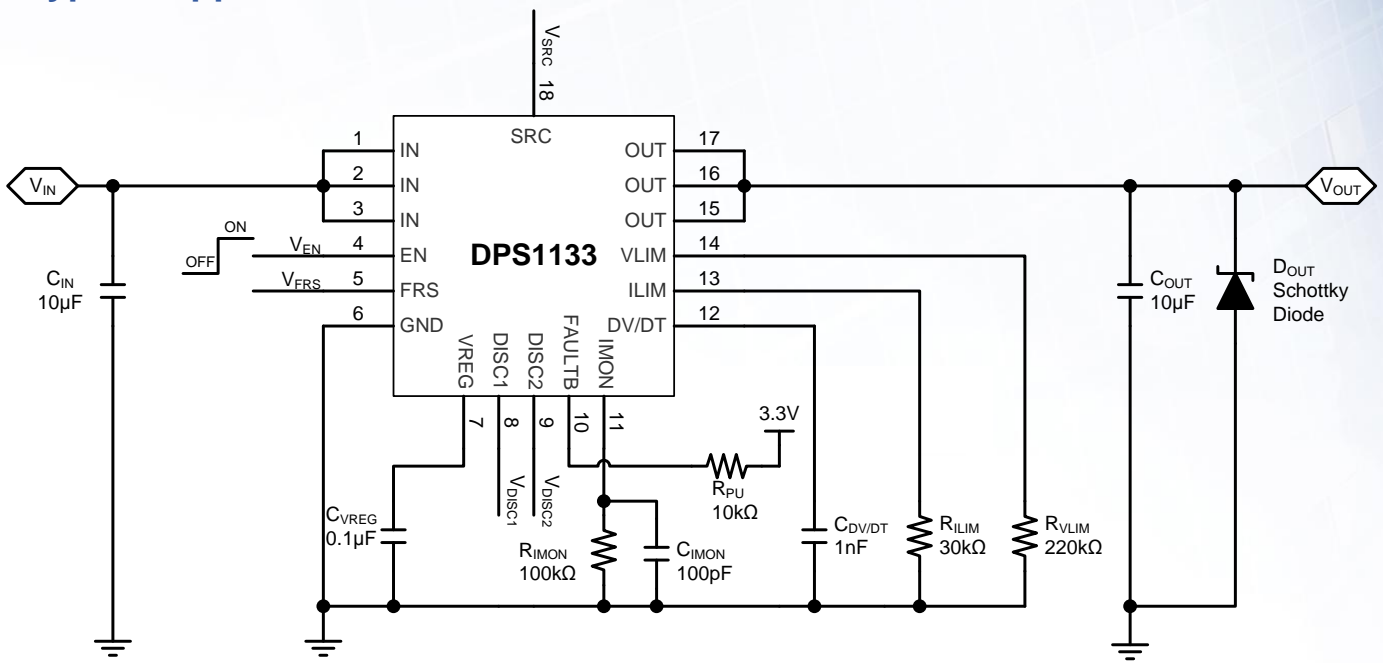 VSRC
18
SRC
1
IN
2
IN
3
IN
4
EN
5
FRS
6
GND
DPS1133
OUT
17
OUT
16
OUT
15
VLIM
14
ILIM
13
DV/DT
12
VREG
DISC1
DISC2
FAULTB
IMON
7
8
9
10
11
VIN
VOUT
ON
OFF
VEN
VFRS
CIN
10µF
COUT
10µF
DOUT
Schottky
Diode
3.3V
VDISC1
VDISC2
RPU
10kΩ
CVREG
0.1µF
RIMON
100kΩ
CIMON
100pF
CDV/DT
1nF
RILIM
30kΩ
RVLIM
220kΩ